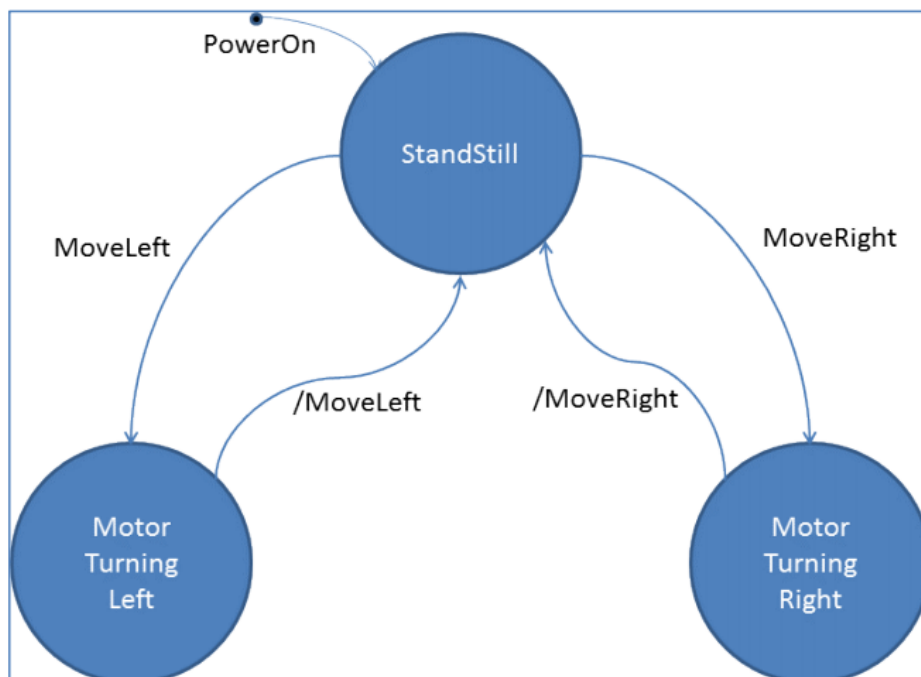 PowerOn
StandStill
MoveLeft
MoveRight
/MoveLeft
/MoveRight
Motor
Turning
Left
Motor
Turning
Right